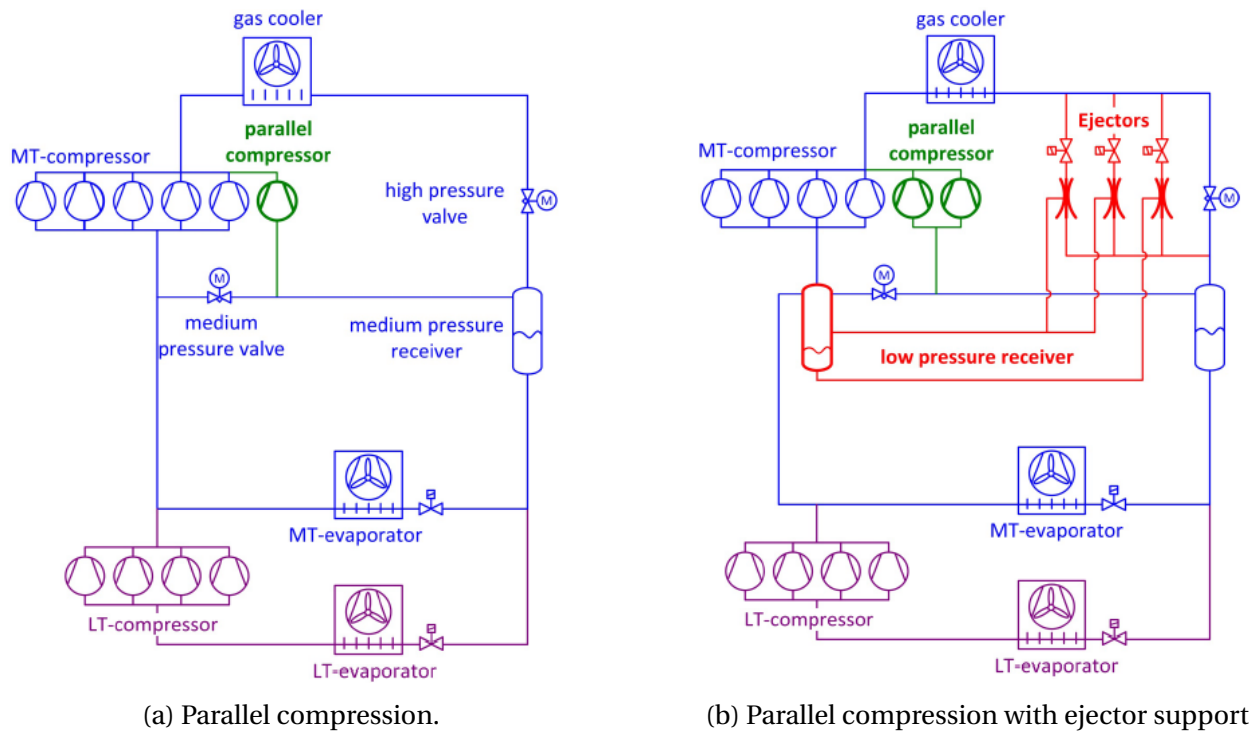 gas cooler
parallel
compressor
MT-compressor
high pressure
valve
M
M
medium
pressure valve
medium pressure
receiver
MT-evaporator
LT-compressor
LT-evaporator
(a) Parallel compression.
gas cooler
Ejectors
parallel
compressor
MT-compressor
M
M
low pressure receiver
MT-evaporator
LT-compressor
LT-evaporator
(b) Parallel compression with ejector support